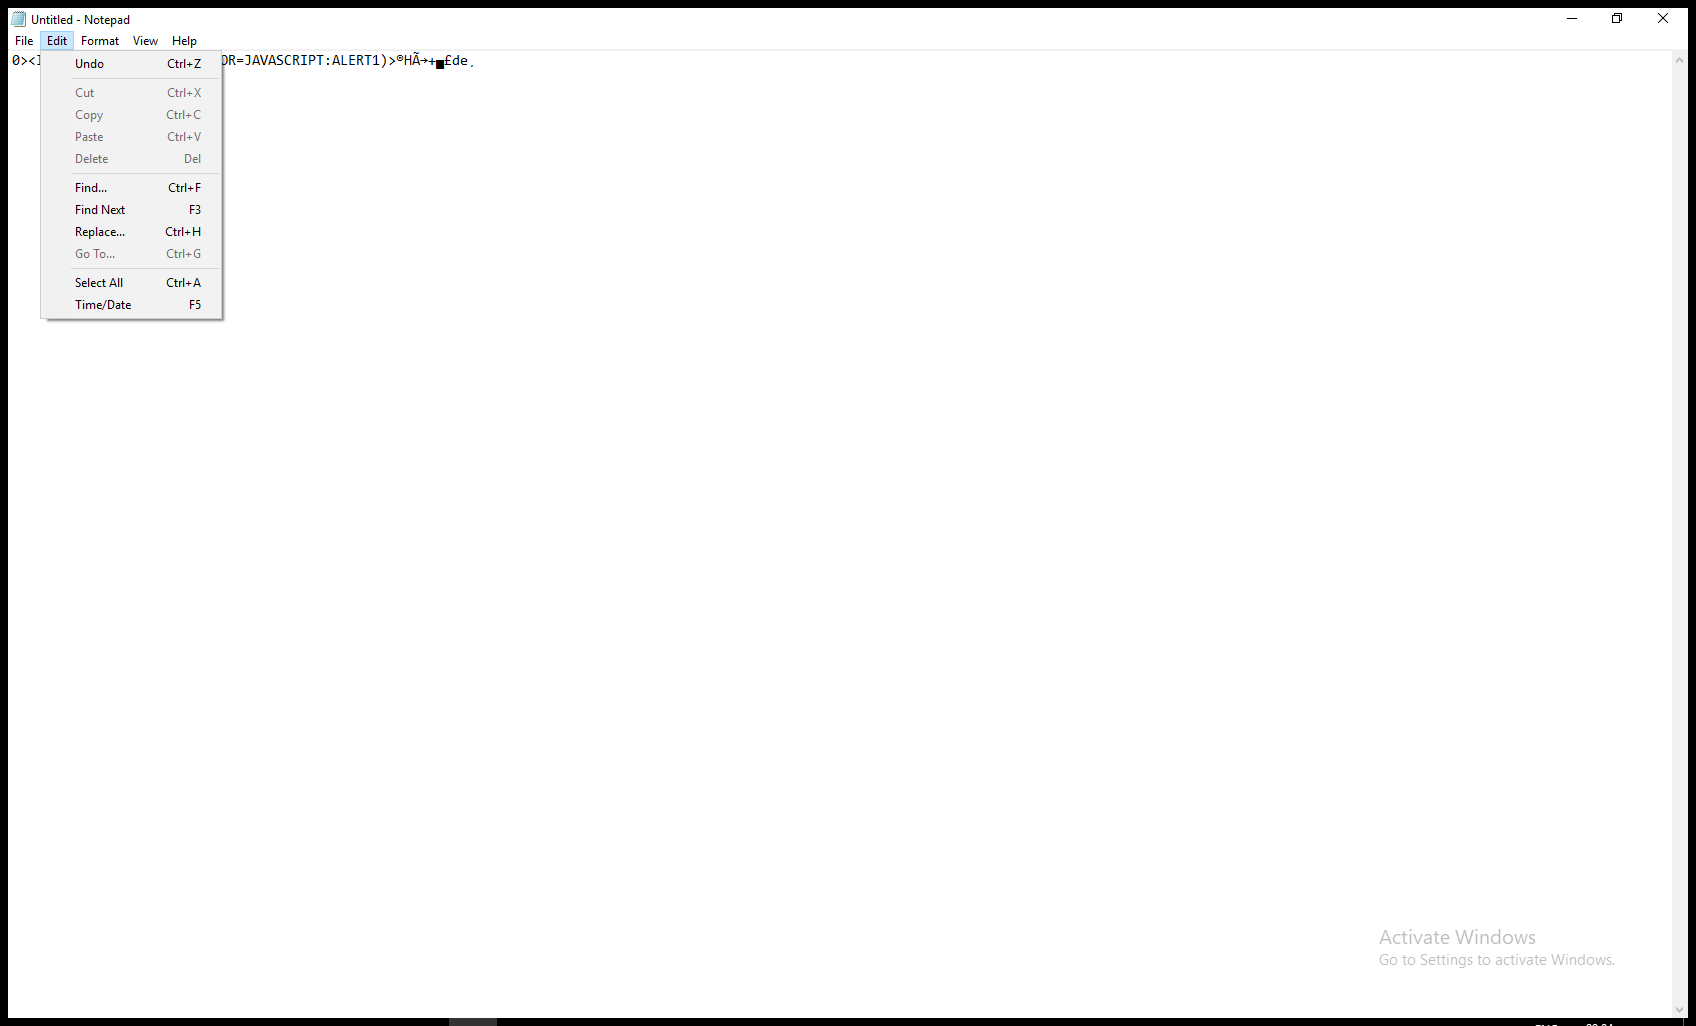 Untitled - Notepad
File Edit Format View Help
0><I OR=JAVASCRIPT:ALERT1)>®HÃ→+■£de¸
Undo Ctrl+Z
Cut Ctrl+X
Copy Ctrl+C
Paste Ctrl+V
Delete Del
Find... Ctrl+F
Find Next F3
Replace... Ctrl+H
Go To... Ctrl+G
Select All Ctrl+A
Time/Date F5
Activate Windows
Go to Settings to activate Windows.